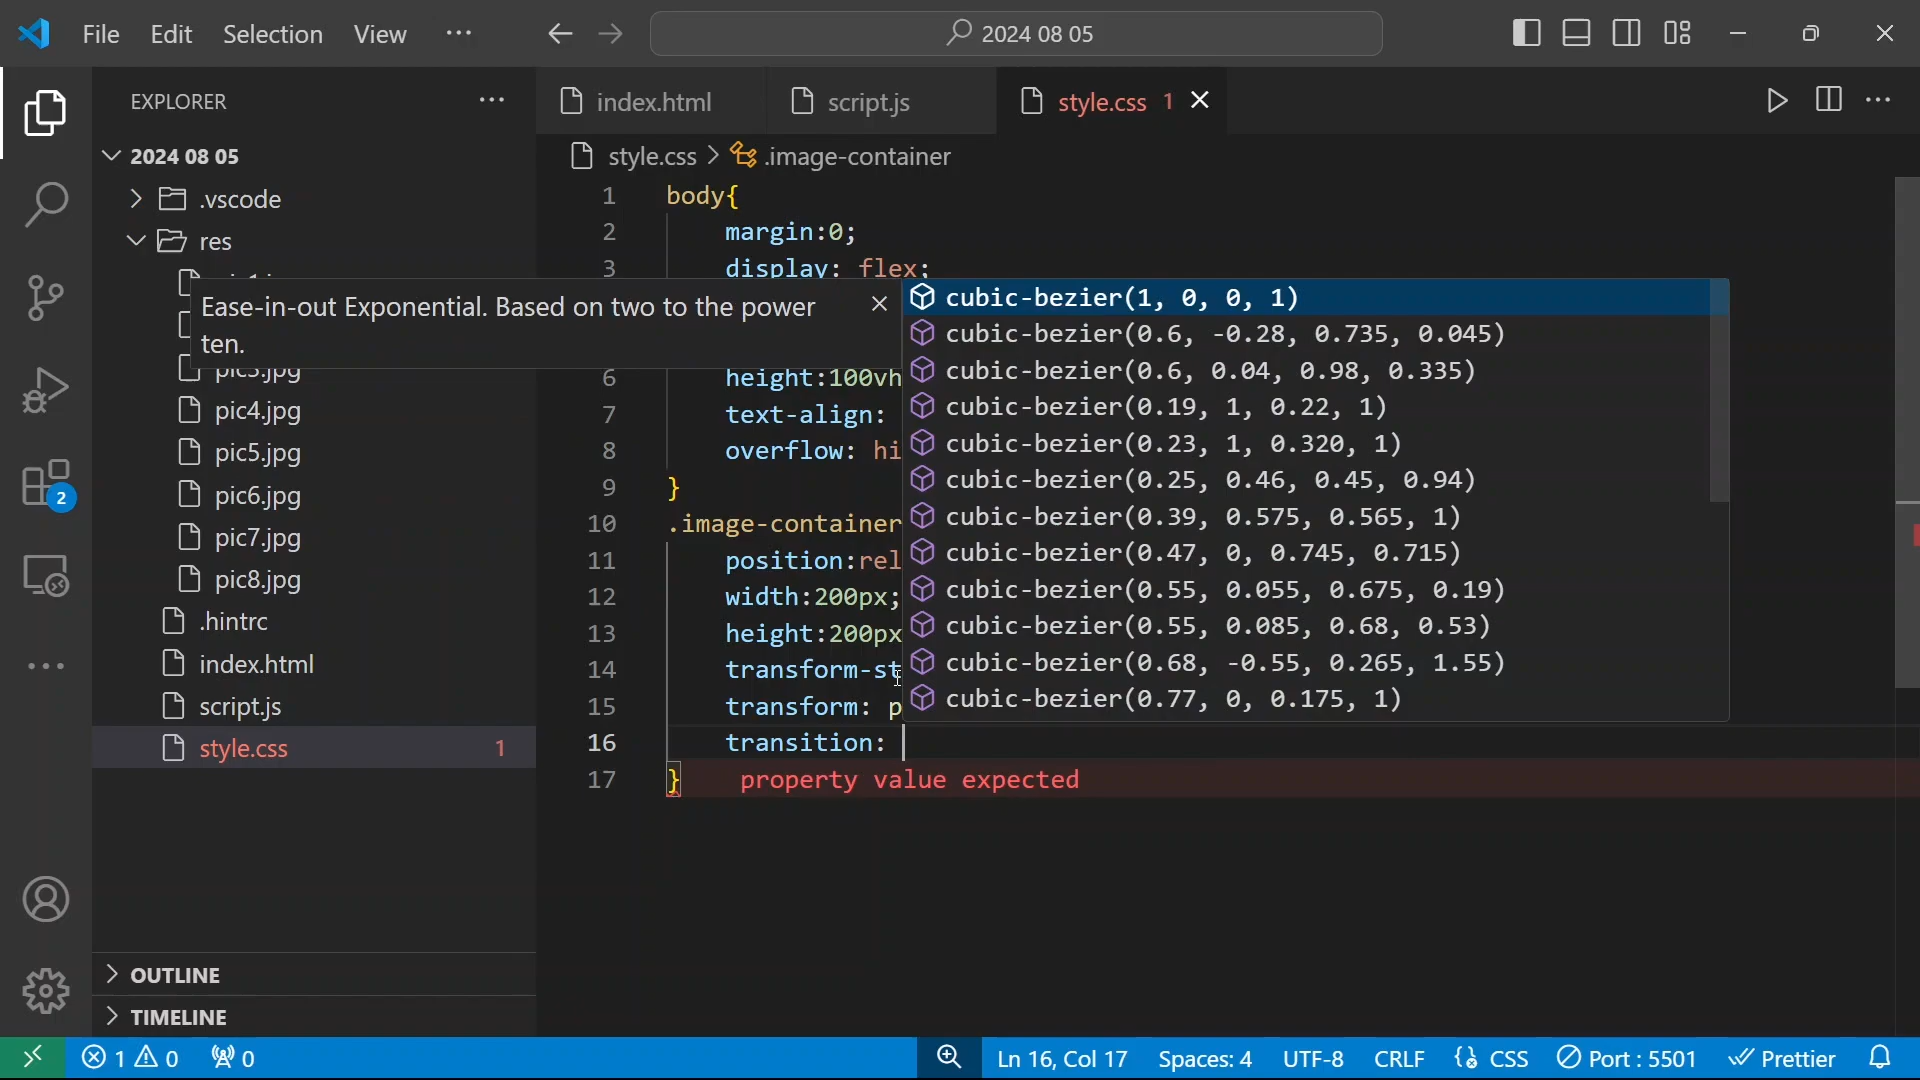 File Edit Selection View ···
2024 08 05
EXPLORER ···
2024 08 05
.vscode
res
pic3.jpg
pic4.jpg
pic5.jpg
pic6.jpg
pic7.jpg
pic8.jpg
.hintrc
index.html
script.js
style.css 1
OUTLINE
TIMELINE
2
index.html script.js style.css 1
style.css > .image-container
1 body{
2 margin:0;
3 display: flex;
6 height:100vh
7 text-align:
8 overflow: hi
9 }
10 .image-container
11 position:rel
12 width:200px;
13 height:200px
14 transform-st
15 transform: p
16 transition:
17 } property value expected
Ease-in-out Exponential. Based on two to the power
ten.
cubic-bezier(1, 0, 0, 1)
cubic-bezier(0.6, -0.28, 0.735, 0.045)
cubic-bezier(0.6, 0.04, 0.98, 0.335)
cubic-bezier(0.19, 1, 0.22, 1)
cubic-bezier(0.23, 1, 0.320, 1)
cubic-bezier(0.25, 0.46, 0.45, 0.94)
cubic-bezier(0.39, 0.575, 0.565, 1)
cubic-bezier(0.47, 0, 0.745, 0.715)
cubic-bezier(0.55, 0.055, 0.675, 0.19)
cubic-bezier(0.55, 0.085, 0.68, 0.53)
cubic-bezier(0.68, -0.55, 0.265, 1.55)
cubic-bezier(0.77, 0, 0.175, 1)
1 0 0 Ln 16, Col 17 Spaces: 4 UTF-8 CRLF CSS Port : 5501 Prettier